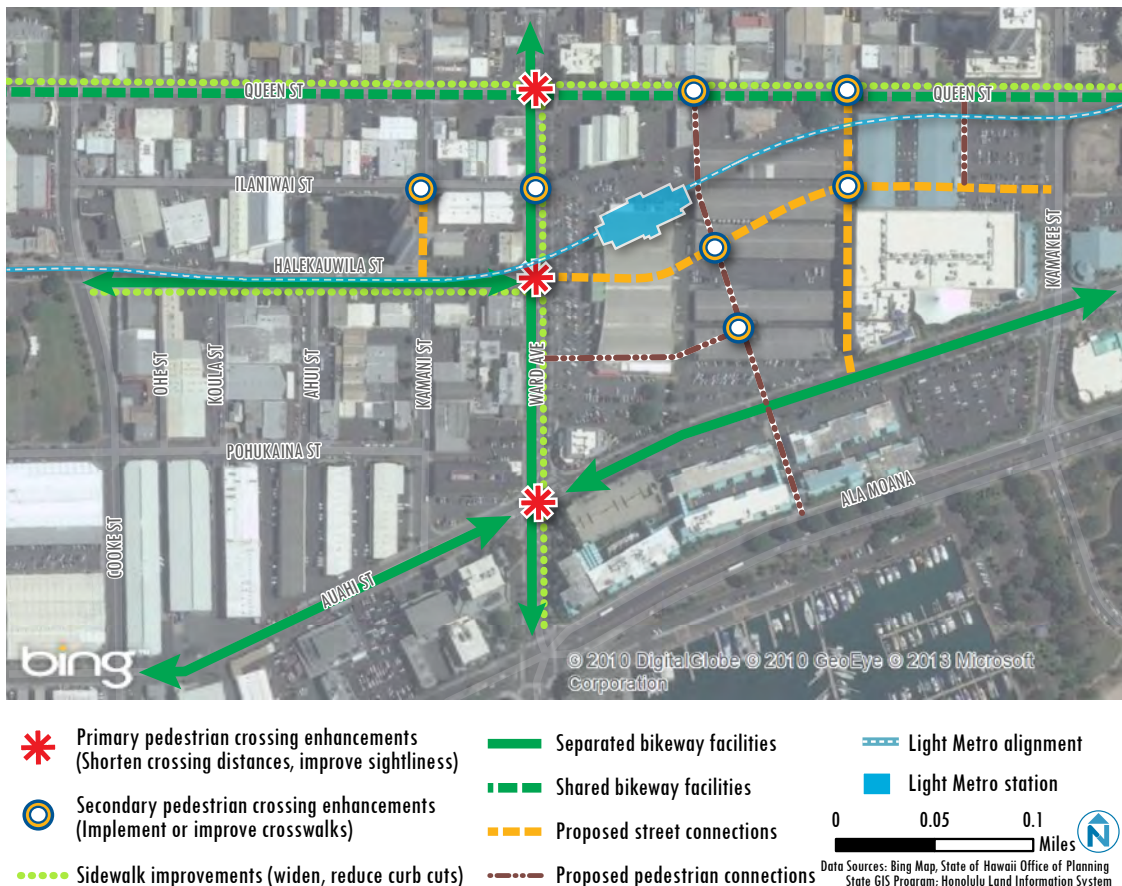 QUEEN ST
QUEEN ST
ILANIWAI ST
HALEKAUWILA ST
KAMAKEE ST
OHE ST
KOULA ST
AHUI ST
KAMANI ST
WARD AVE
POHUKAINA ST
ALA MOANA
COOKE ST
AUAHI ST
bing™
© 2010 DigitalGlobe © 2010 GeoEye © 2013 Microsoft
Corporation
Primary pedestrian crossing enhancements
(Shorten crossing distances, improve sightliness)
Secondary pedestrian crossing enhancements
(Implement or improve crosswalks)
Sidewalk improvements (widen, reduce curb cuts)
Separated bikeway facilities
Shared bikeway facilities
Proposed street connections
Proposed pedestrian connections
Light Metro alignment
Light Metro station
0 0.05 0.1
Miles
N
Data Sources: Bing Map, State of Hawaii Office of Planning
State GIS Program; Honolulu Land Information System